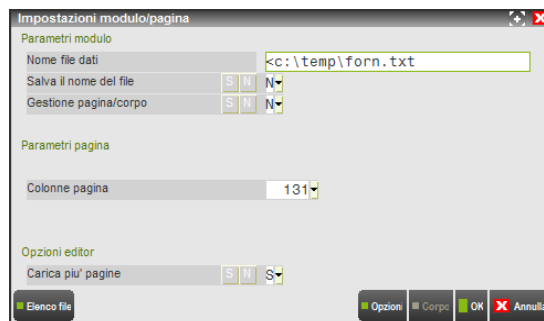 Impostazioni modulo/pagina
Parametri modulo
Nome file dati <c:\temp\forn.txt
Salva il nome del file S N N
Gestione pagina/corpo S N N
Parametri pagina
Colonne pagina 131
Opzioni editor
Carica piu' pagine S N S
Elenco file Opzioni Corpo OK X Annulla